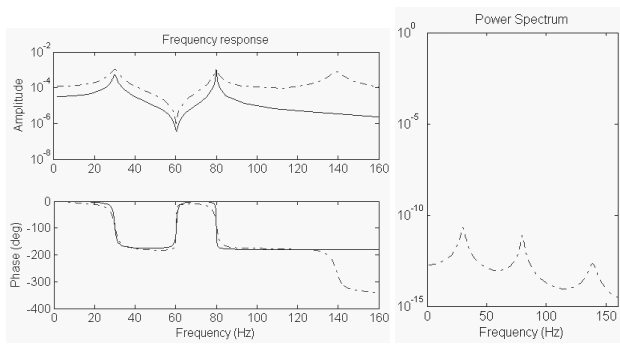 Frequency response
Amplitude
10^-2
10^-4
10^-6
10^-8
0 20 40 60 80 100 120 140 160
Phase (deg)
0
-100
-200
-300
-400
0 20 40 60 80 100 120 140 160
Frequency (Hz)
Power Spectrum
10^0
10^-5
10^-10
10^-15
0 50 100 150
Frequency (Hz)